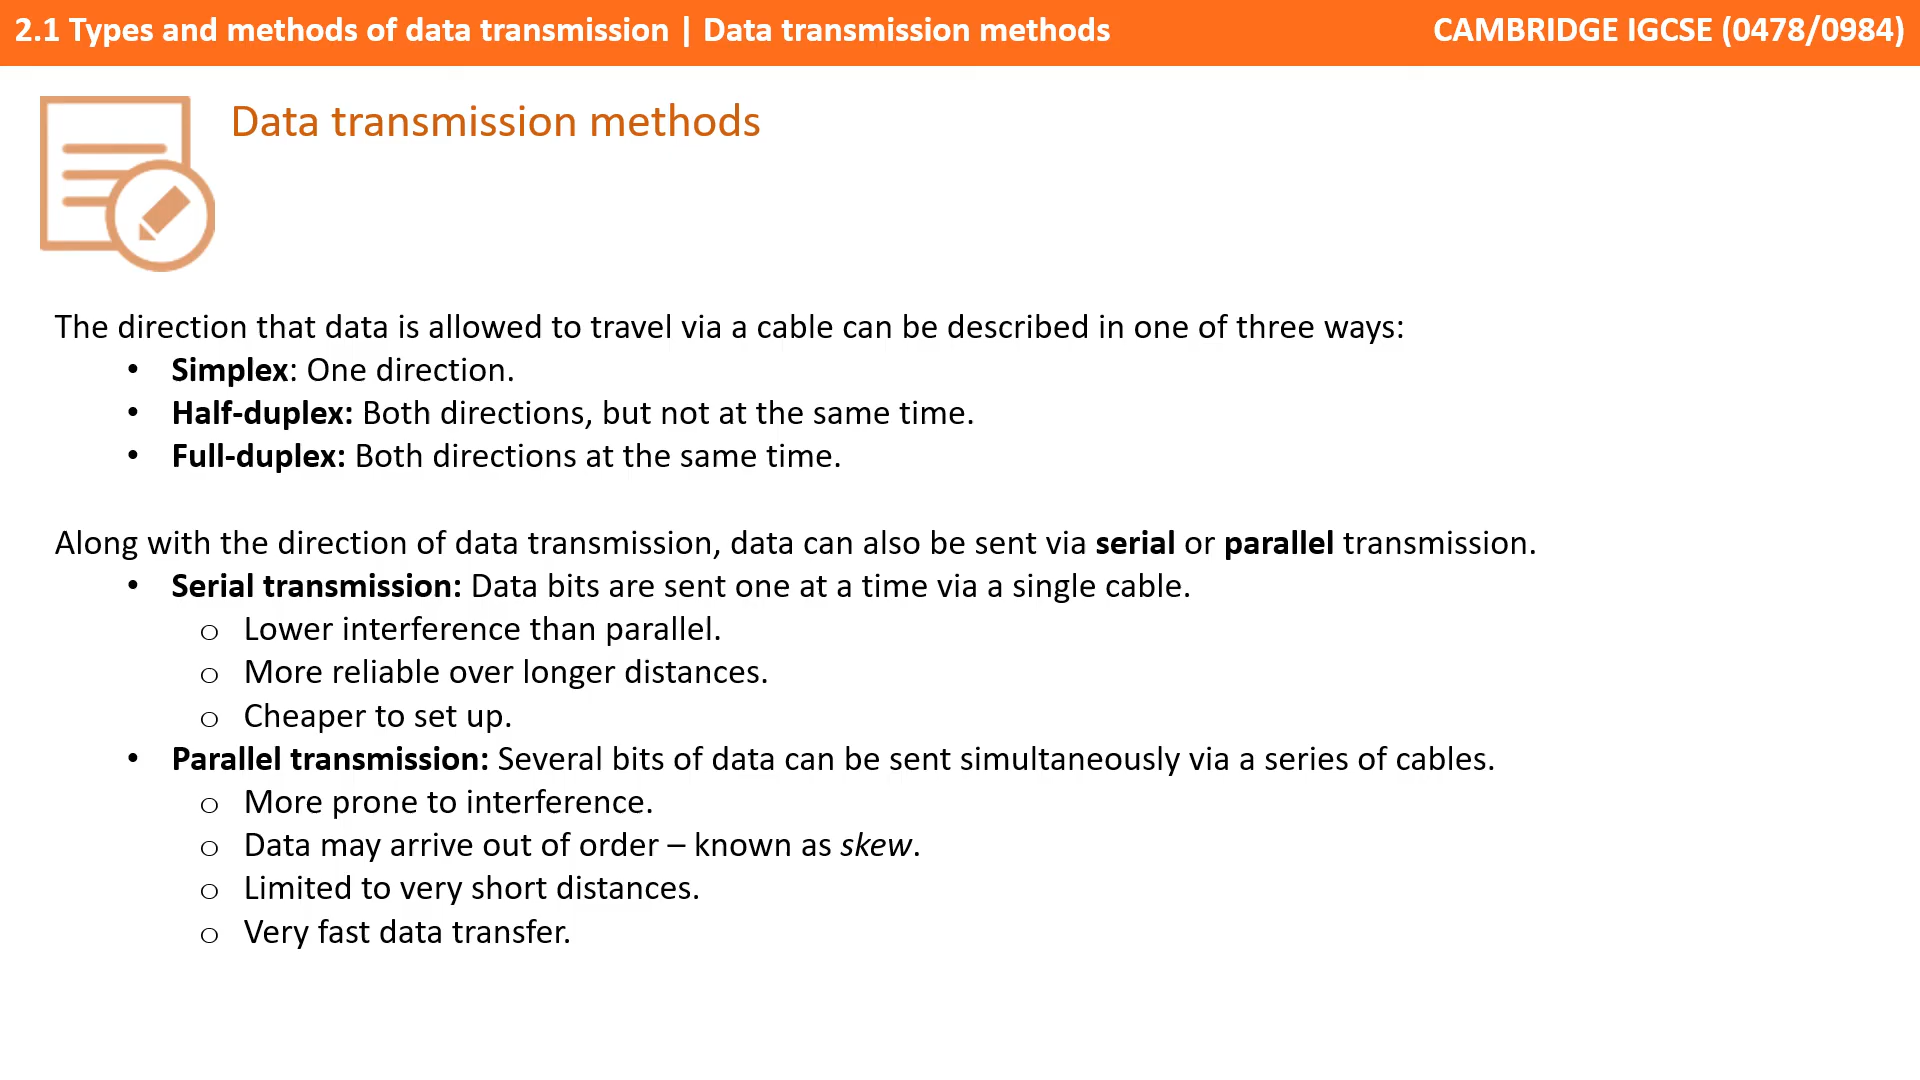 2.1 Types and methods of data transmission | Data transmission methods
CAMBRIDGE IGCSE (0478/0984)
Data transmission methods
The direction that data is allowed to travel via a cable can be described in one of three ways:
• Simplex: One direction.
• Half-duplex: Both directions, but not at the same time.
• Full-duplex: Both directions at the same time.
Along with the direction of data transmission, data can also be sent via serial or parallel transmission.
• Serial transmission: Data bits are sent one at a time via a single cable.
o Lower interference than parallel.
o More reliable over longer distances.
o Cheaper to set up.
• Parallel transmission: Several bits of data can be sent simultaneously via a series of cables.
o More prone to interference.
o Data may arrive out of order – known as skew.
o Limited to very short distances.
o Very fast data transfer.